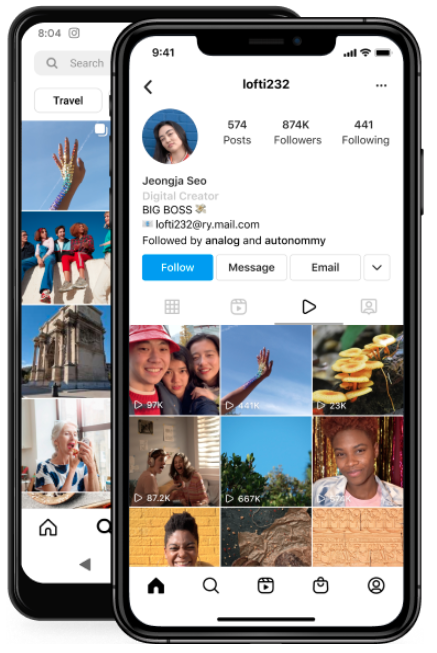 8:04
Search
Travel
9:41
lofti232
574 874K 441
Posts Followers Following
Jeongja Seo
Digital Creator
BIG BOSS
lofti232@ry.mail.com
Followed by analog and autonommy
Follow Message Email
97K 441K 23K
87.2K 667K